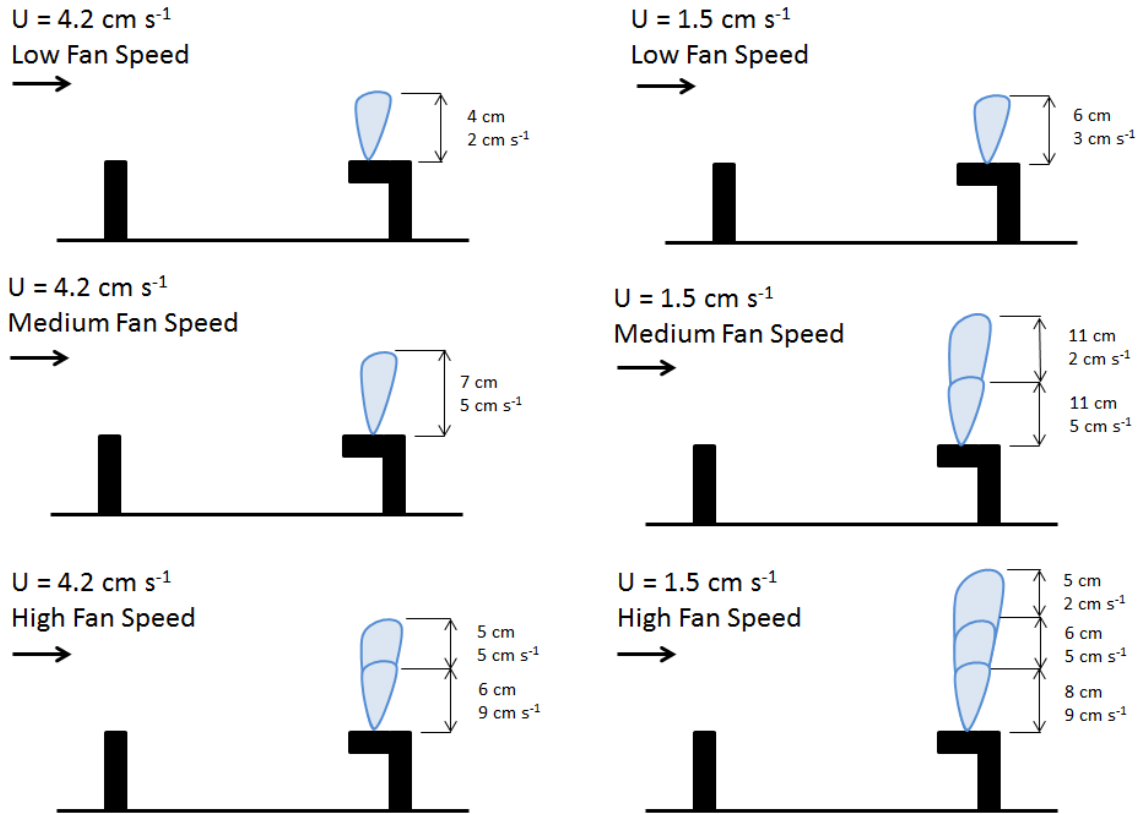 U = 4.2 cm s⁻¹
Low Fan Speed
4 cm
2 cm s⁻¹
U = 1.5 cm s⁻¹
Low Fan Speed
6 cm
3 cm s⁻¹
U = 4.2 cm s⁻¹
Medium Fan Speed
7 cm
5 cm s⁻¹
U = 1.5 cm s⁻¹
Medium Fan Speed
11 cm
2 cm s⁻¹
11 cm
5 cm s⁻¹
U = 4.2 cm s⁻¹
High Fan Speed
5 cm
5 cm s⁻¹
6 cm
9 cm s⁻¹
U = 1.5 cm s⁻¹
High Fan Speed
5 cm
2 cm s⁻¹
6 cm
5 cm s⁻¹
8 cm
9 cm s⁻¹